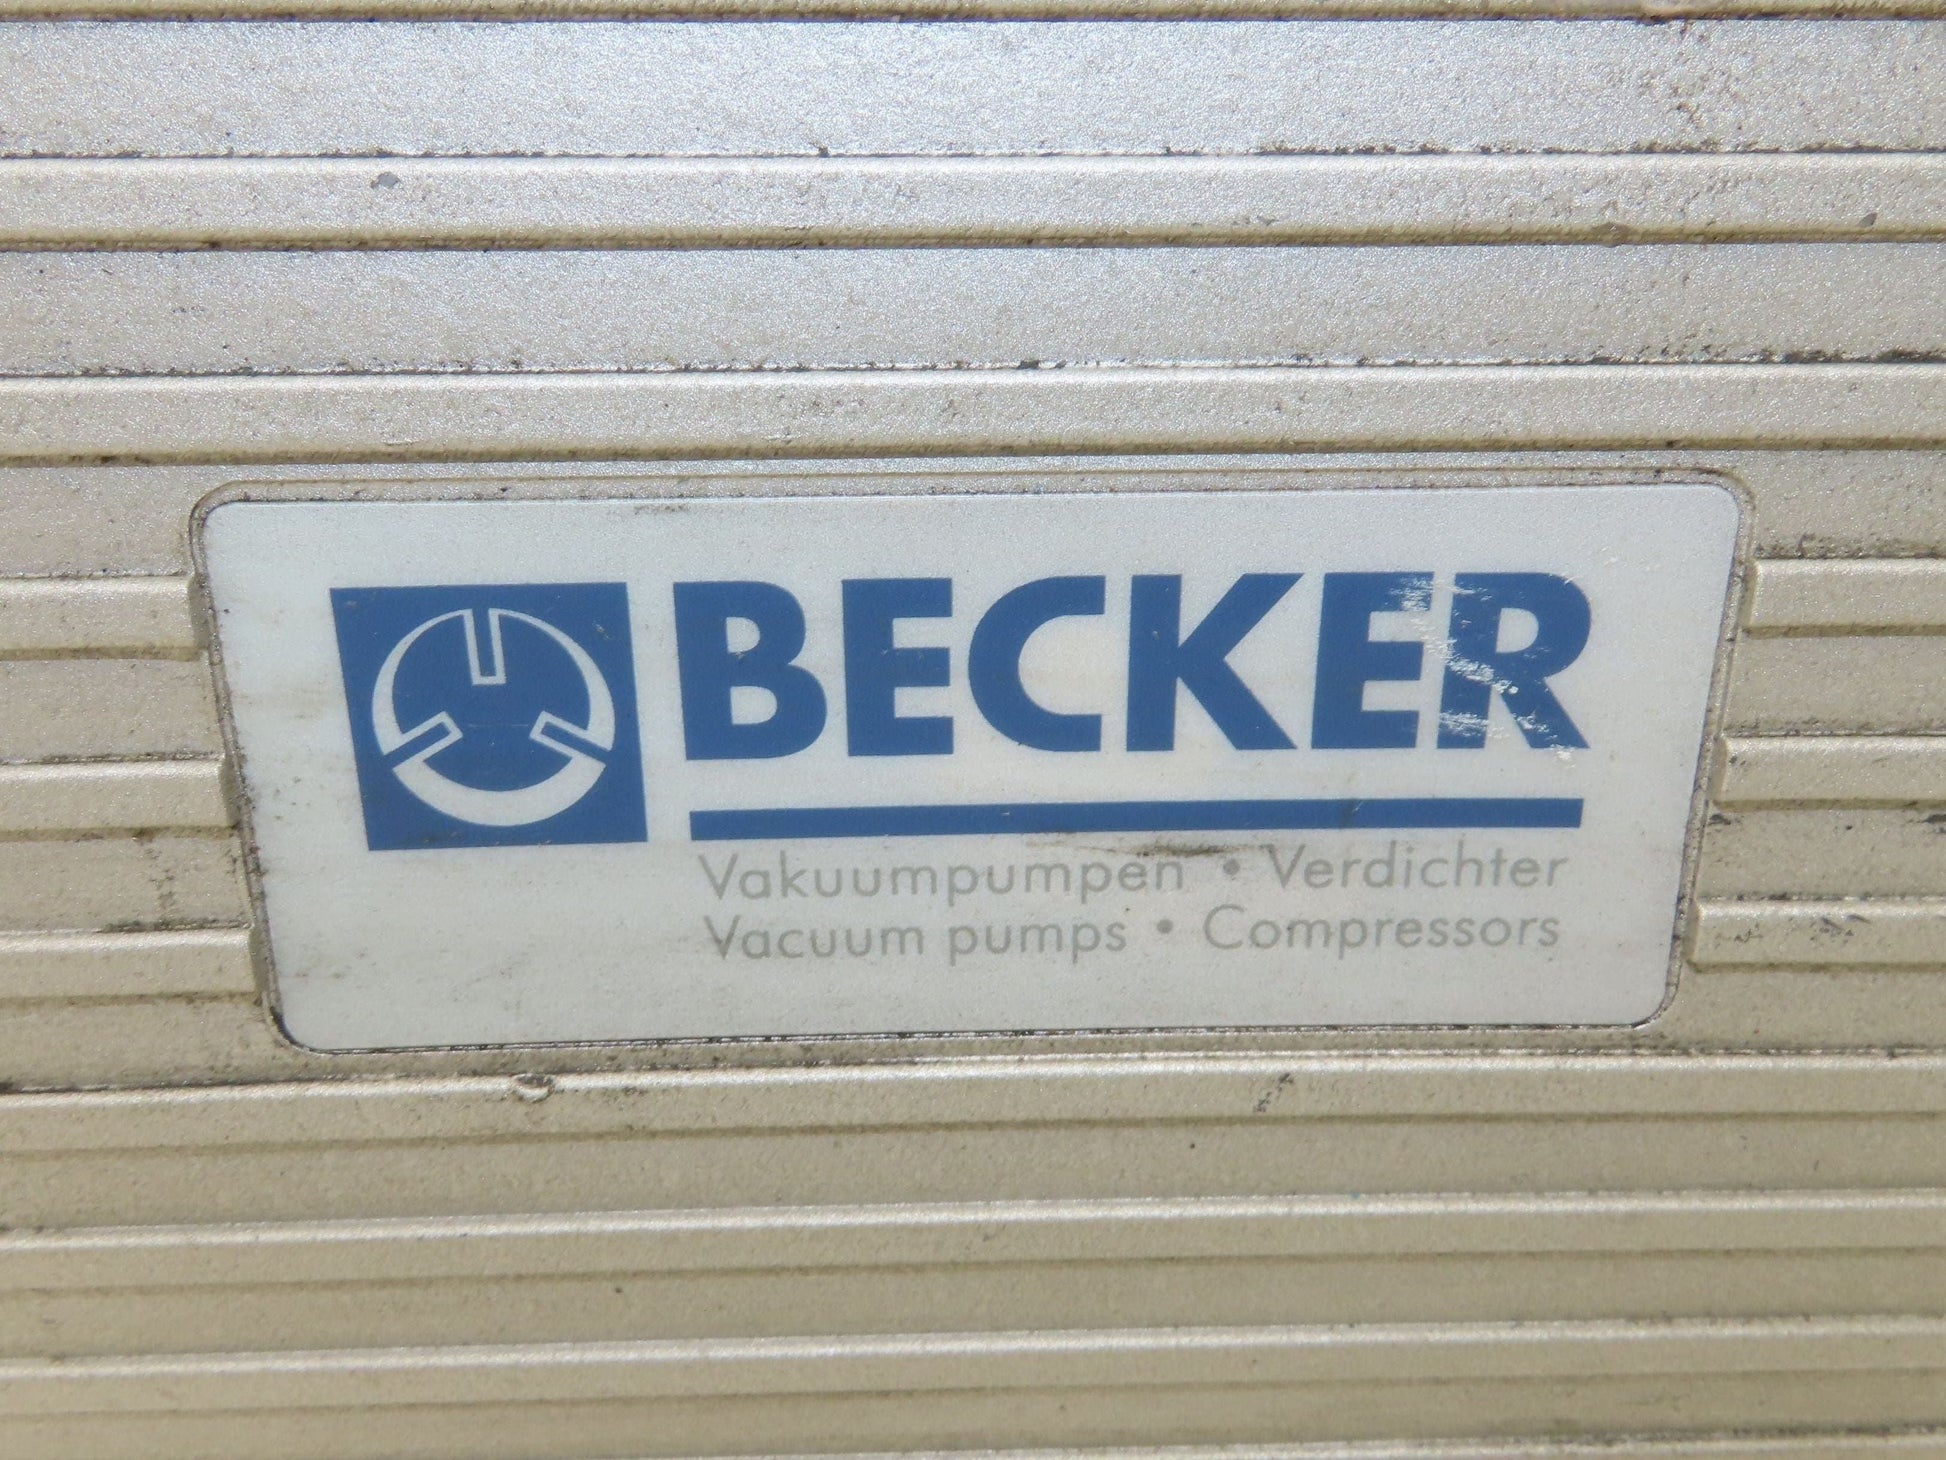 BECKER
Vakuumpumpen • Verdichter
Vacuum pumps • Compressors